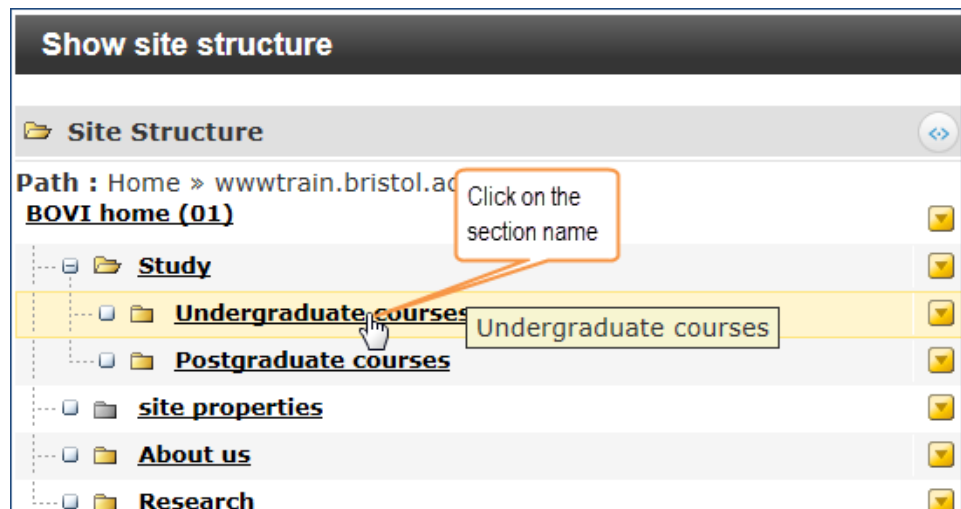 Show site structure
Site Structure
Path : Home » wwwtrain.bristol.ac
Click on the
section name
BOVI home (01)
Study
Undergraduate courses
Undergraduate courses
Postgraduate courses
site properties
About us
Research